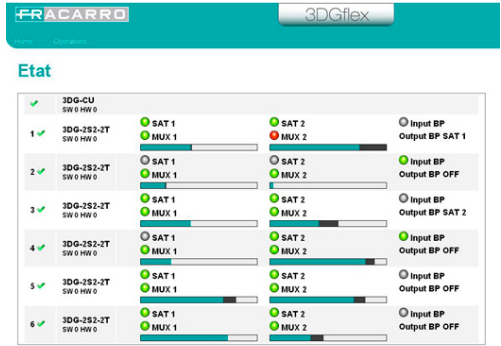 FRACARRO
3DGflex
Home Operations
Etat
3DG-CU
SW 0 HW 0
1 3DG-2S2-2T SAT 1 SAT 2 Input BP
SW 0 HW 0 MUX 1 MUX 2 Output BP SAT 1
2 3DG-2S2-2T SAT 1 SAT 2 Input BP
SW 0 HW 0 MUX 1 MUX 2 Output BP OFF
3 3DG-2S2-2T SAT 1 SAT 2 Input BP
SW 0 HW 0 MUX 1 MUX 2 Output BP SAT 2
4 3DG-2S2-2T SAT 1 SAT 2 Input BP
SW 0 HW 0 MUX 1 MUX 2 Output BP OFF
5 3DG-2S2-2T SAT 1 SAT 2 Input BP
SW 0 HW 0 MUX 1 MUX 2 Output BP OFF
6 3DG-2S2-2T SAT 1 SAT 2 Input BP
SW 0 HW 0 MUX 1 MUX 2 Output BP OFF